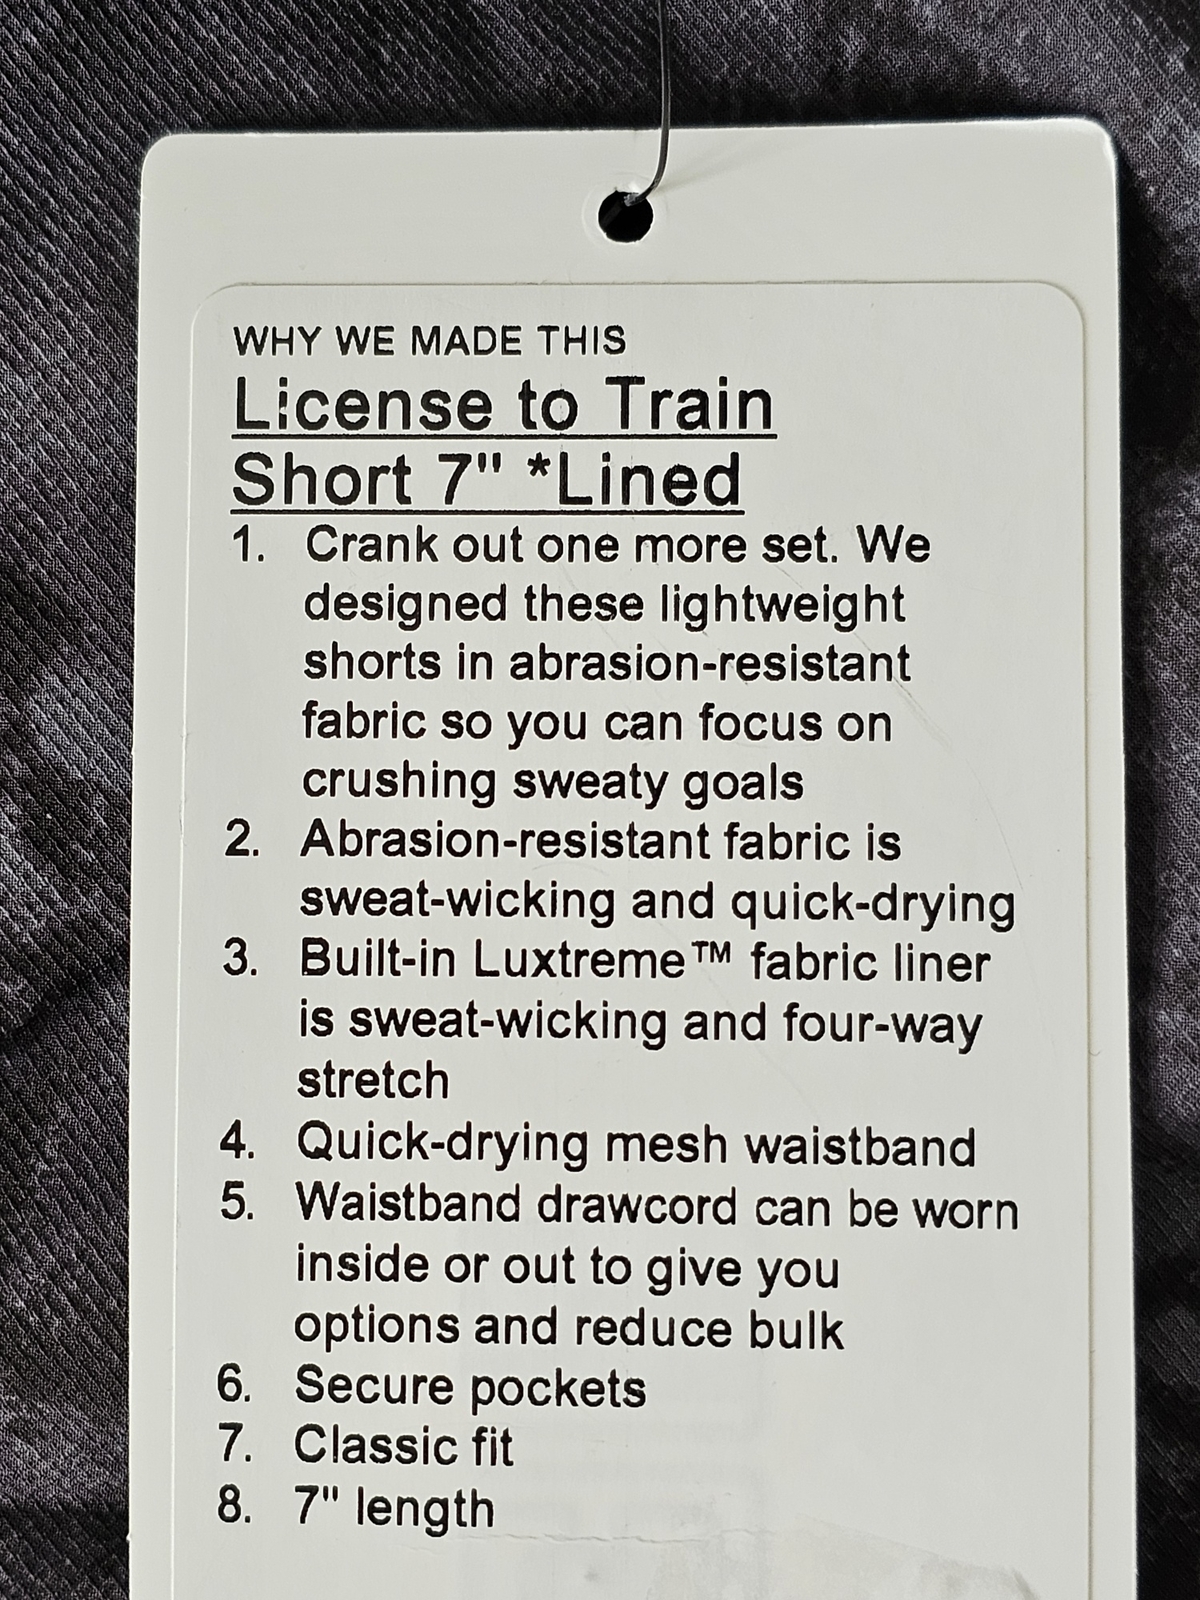 WHY WE MADE THIS
License to Train
Short 7" *Lined
1. Crank out one more set. We
designed these lightweight
shorts in abrasion-resistant
fabric so you can focus on
crushing sweaty goals
2. Abrasion-resistant fabric is
sweat-wicking and quick-drying
3. Built-in Luxtreme™ fabric liner
is sweat-wicking and four-way
stretch
4. Quick-drying mesh waistband
5. Waistband drawcord can be worn
inside or out to give you
options and reduce bulk
6. Secure pockets
7. Classic fit
8. 7" length